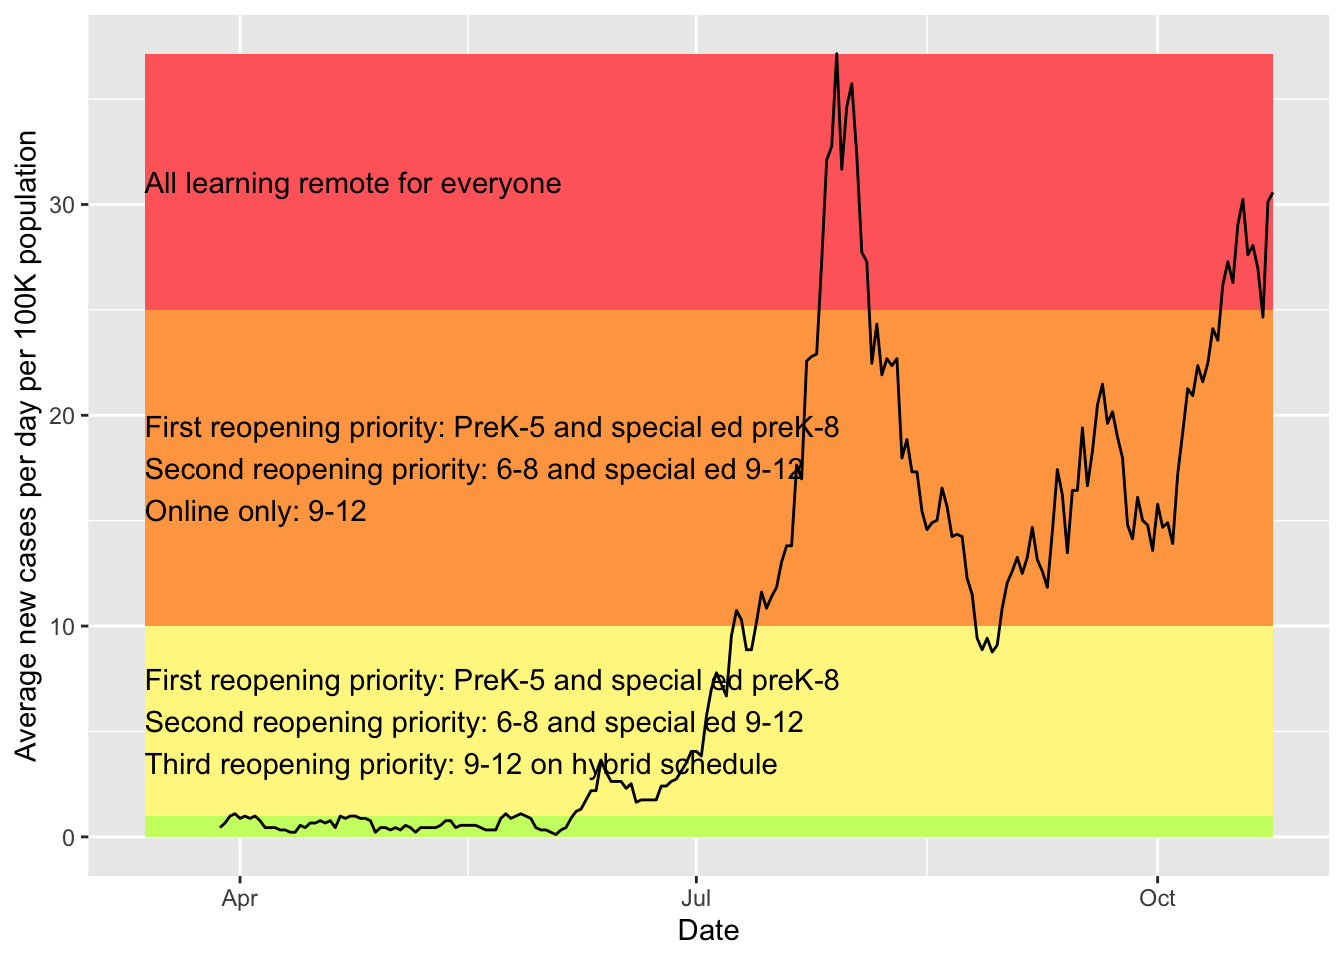 Average new cases per day per 100K population
30
20
10
0
All learning remote for everyone
First reopening priority: PreK-5 and special ed preK-8
Second reopening priority: 6-8 and special ed 9-12
Online only: 9-12
First reopening priority: PreK-5 and special ed preK-8
Second reopening priority: 6-8 and special ed 9-12
Third reopening priority: 9-12 on hybrid schedule
Apr
Jul
Oct
Date